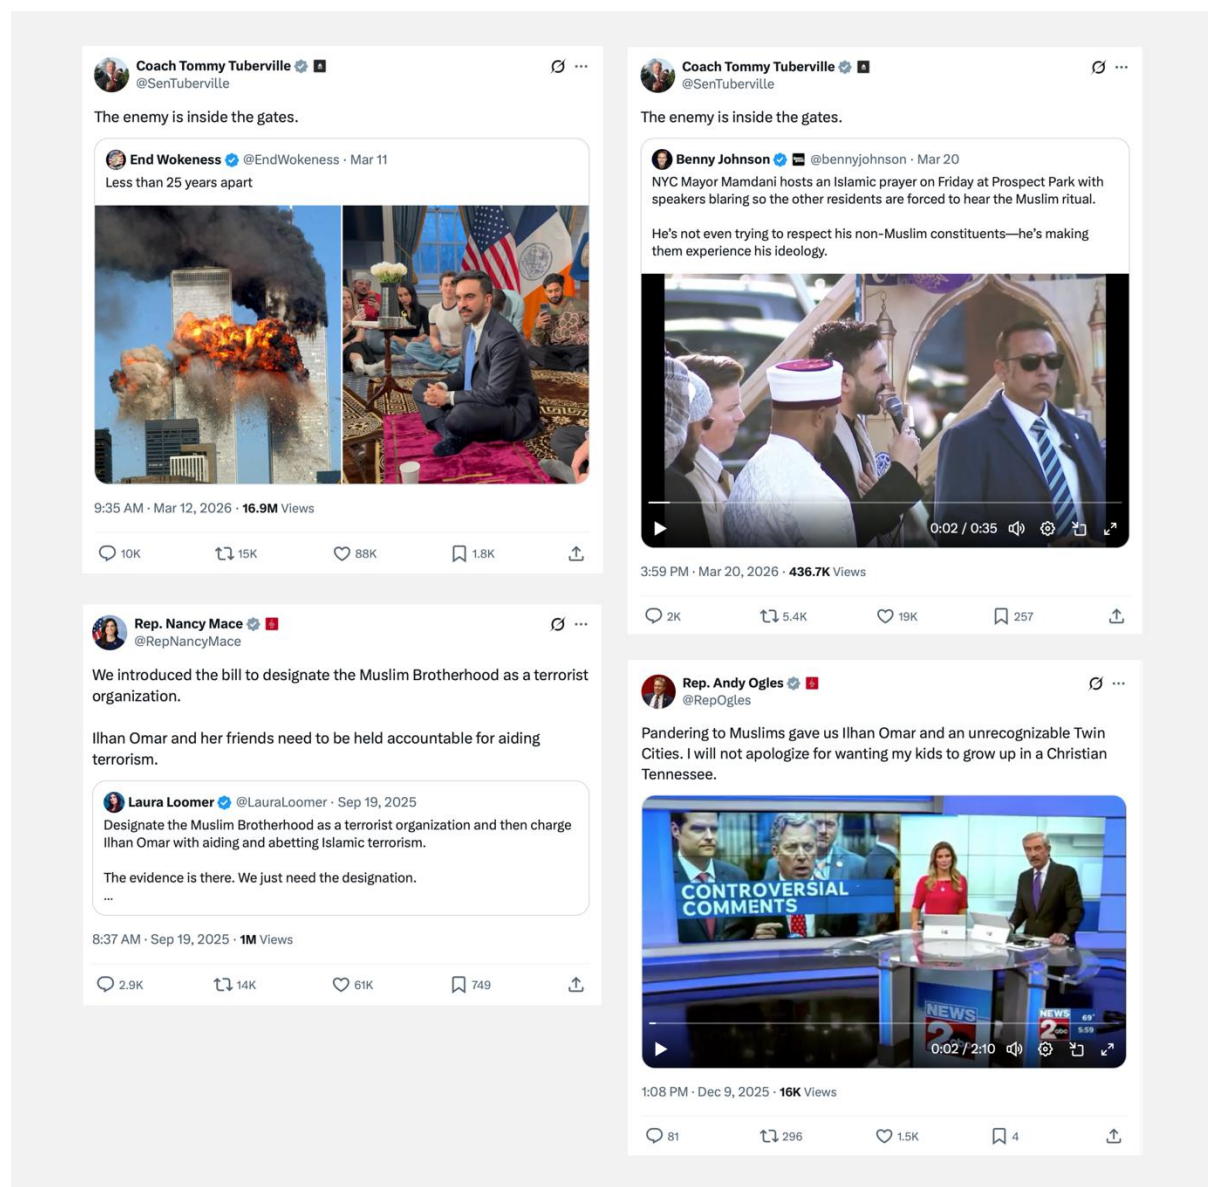 Coach Tommy Tuberville
@SenTuberville
The enemy is inside the gates.
End Wokeness @EndWokeness · Mar 11
Less than 25 years apart
9:35 AM · Mar 12, 2026 · 16.9M Views
10K 15K 88K 1.8K
Rep. Nancy Mace
@RepNancyMace
We introduced the bill to designate the Muslim Brotherhood as a terrorist
organization.
Ilhan Omar and her friends need to be held accountable for aiding
terrorism.
Laura Loomer @LauraLoomer · Sep 19, 2025
Designate the Muslim Brotherhood as a terrorist organization and then charge
Ilhan Omar with aiding and abetting Islamic terrorism.
The evidence is there. We just need the designation.
...
8:37 AM · Sep 19, 2025 · 1M Views
2.9K 14K 61K 749
Coach Tommy Tuberville
@SenTuberville
The enemy is inside the gates.
Benny Johnson @bennyjohnson · Mar 20
NYC Mayor Mamdani hosts an Islamic prayer on Friday at Prospect Park with
speakers blaring so the other residents are forced to hear the Muslim ritual.
He's not even trying to respect his non-Muslim constituents—he's making
them experience his ideology.
0:02 / 0:35
3:59 PM · Mar 20, 2026 · 436.7K Views
2K 5.4K 19K 257
Rep. Andy Ogles
@RepOgles
Pandering to Muslims gave us Ilhan Omar and an unrecognizable Twin
Cities. I will not apologize for wanting my kids to grow up in a Christian
Tennessee.
CONTROVERSIAL
COMMENTS
NEWS
2
NEWS 69°
2 abc 5:59
0:02 / 2:10
1:08 PM · Dec 9, 2025 · 16K Views
81 296 1.5K 4